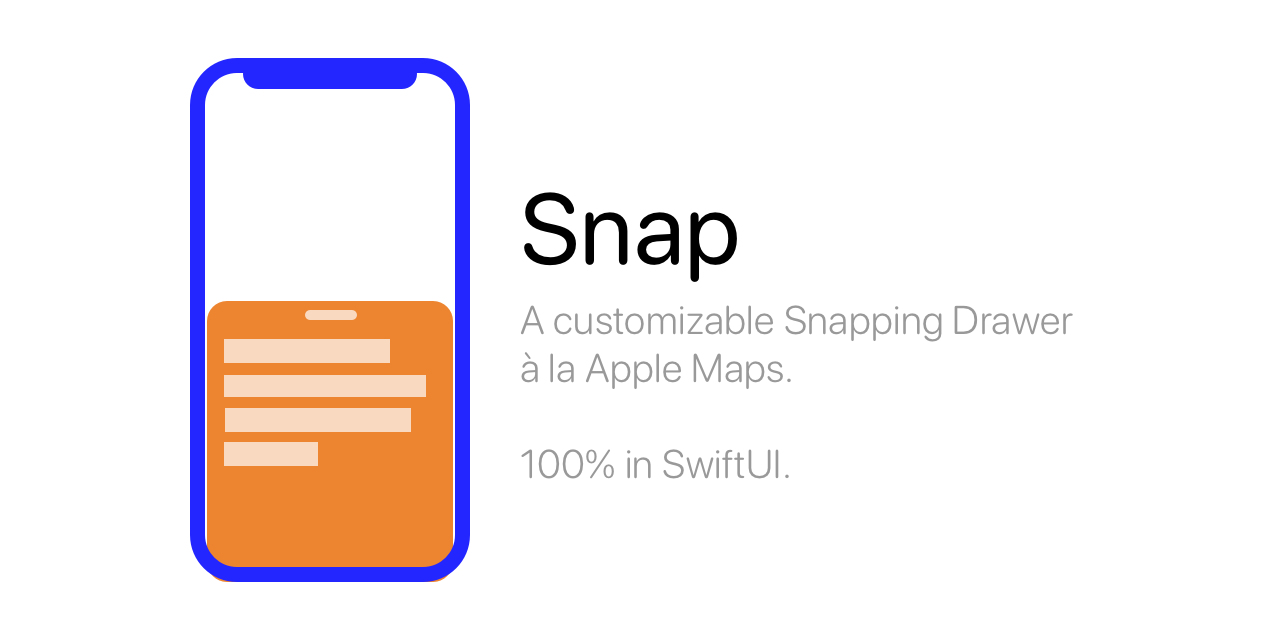 Snap
A customizable Snapping Drawer
à la Apple Maps.
100% in SwiftUI.